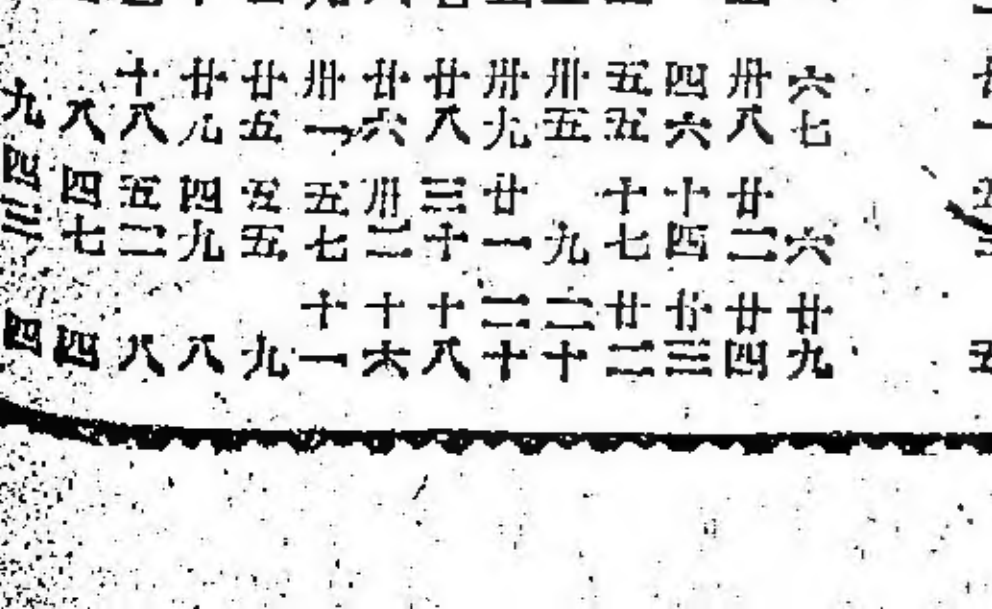 六七 六 廿九
卅八 廿二 廿四
四六 十四 廿三
五五 十七 廿二
卅五 九 二十
卅九 廿一 二十
廿八 三十 十八
廿六 卅二 十六
卅一 五七 十一
廿五 五五 九
廿九 四九 八
十八 五二 八
八 四七 四
九 四三 四